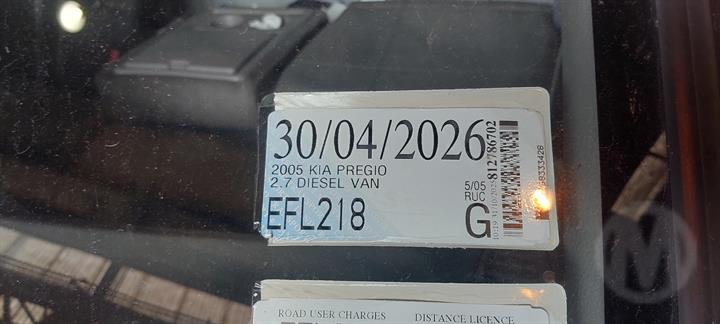 30/04/2026
2005 KIA PREGIO
2.7 DIESEL VAN
EFL218
5/05
RUC
G
812786702
ROAD USER CHARGES
DISTANCE LICENCE
M